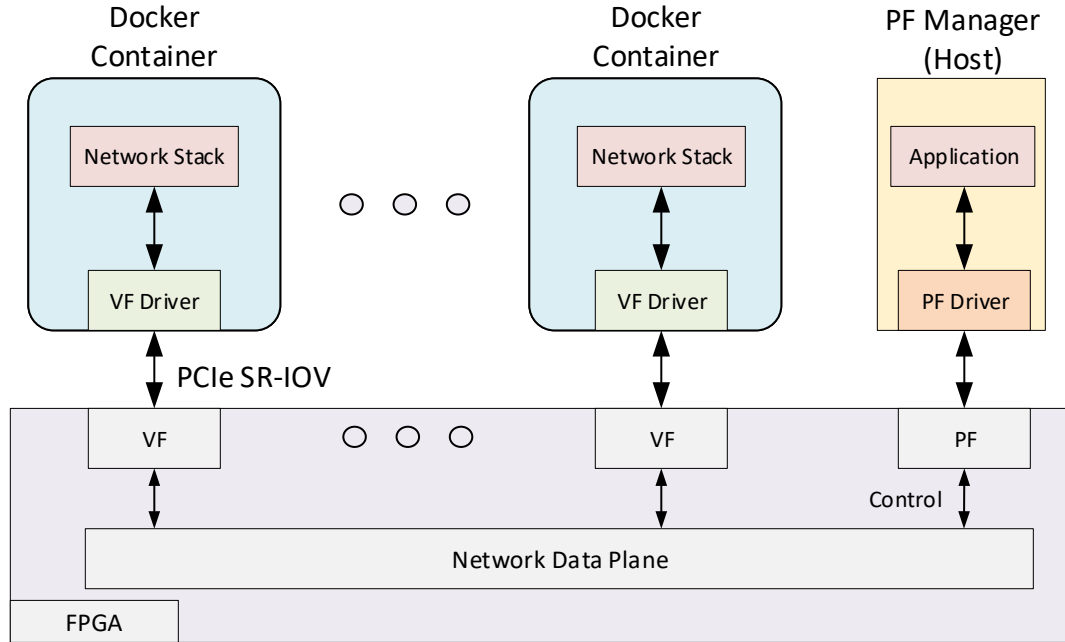 Docker
Container
Docker
Container
PF Manager
(Host)
Network Stack
Network Stack
Application
VF Driver
VF Driver
PF Driver
PCIe SR-IOV
VF
VF
PF
Control
Network Data Plane
FPGA